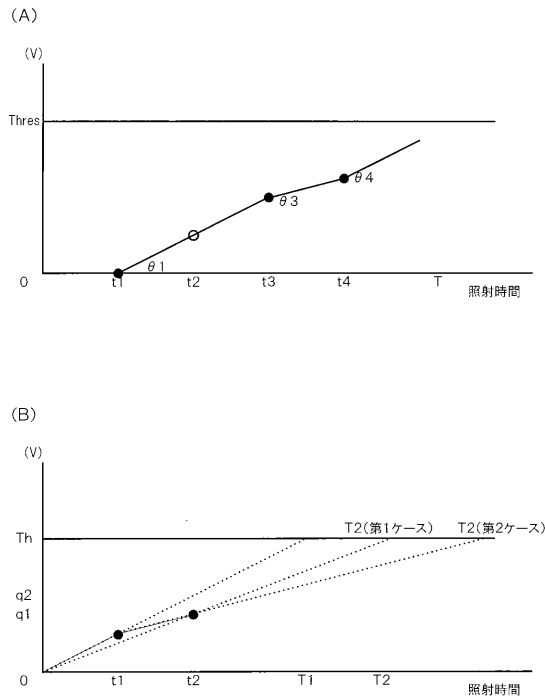 (A)
(V)
Thres
θ4
θ3
θ1
0 t1 t2 t3 t4 T
照射時間
(B)
(V)
T2(第1ケース) T2(第2ケース)
Th
q2
q1
0 t1 t2 T1 T2
照射時間